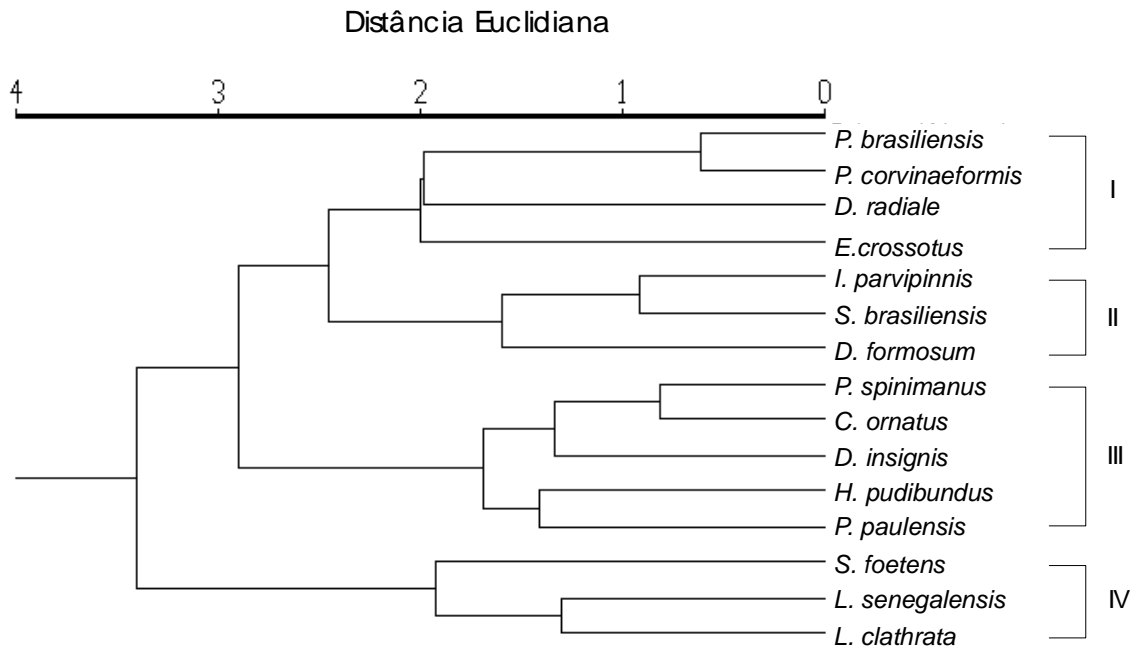 Distância Euclidiana
4 3 2 1 0
P. brasiliensis
P. corvinaeformis
D. radiale
E.crossotus
I
I. parvipinnis
S. brasiliensis
D. formosum
II
P. spinimanus
C. ornatus
D. insignis
H. pudibundus
P. paulensis
III
S. foetens
L. senegalensis
L. clathrata
IV